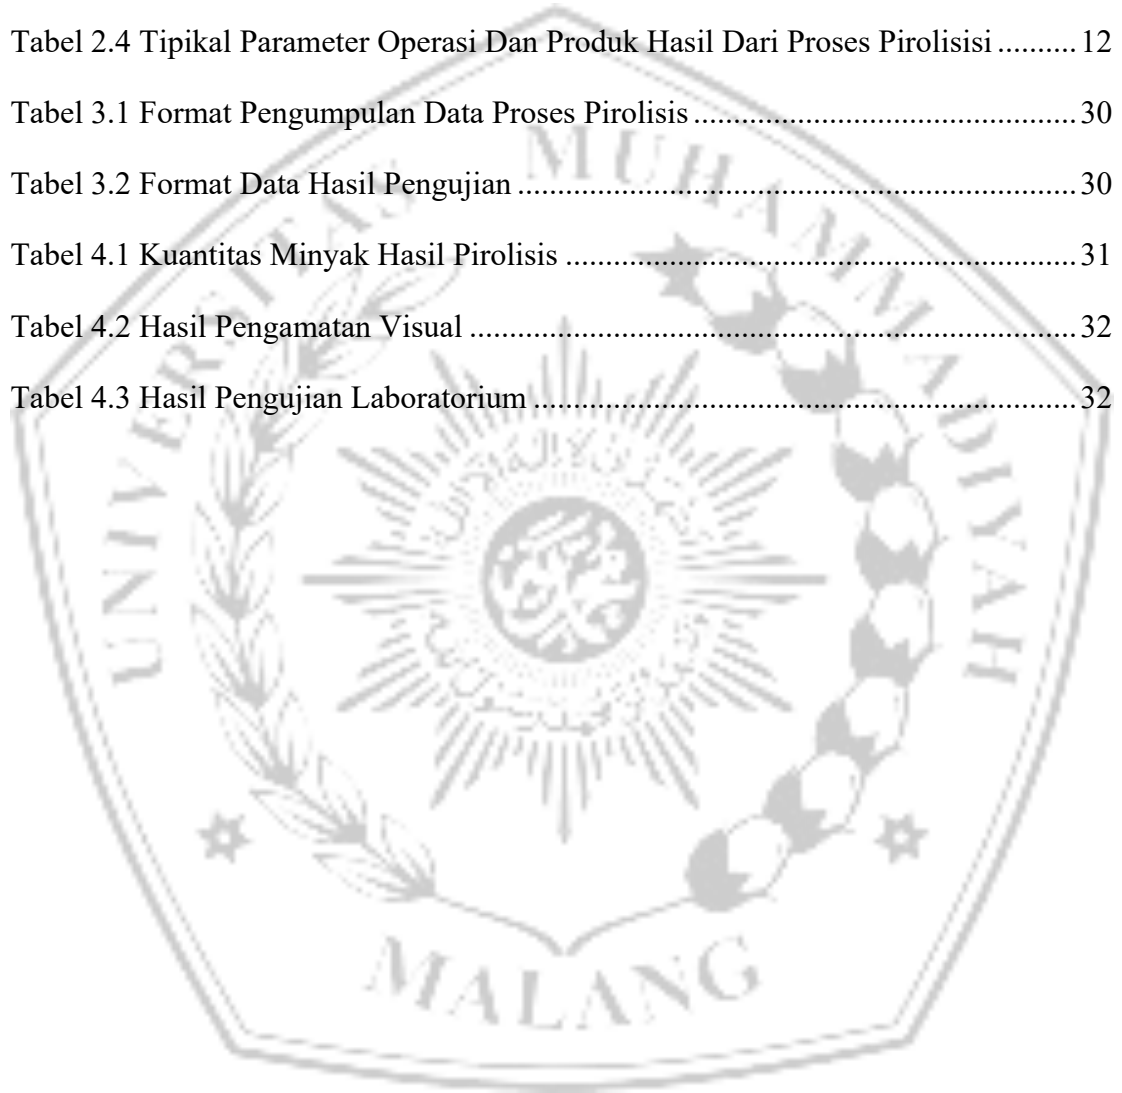 Tabel 2.4 Tipikal Parameter Operasi Dan Produk Hasil Dari Proses Pirolisisi .......... 12
Tabel 3.1 Format Pengumpulan Data Proses Pirolisis ................................................ 30
Tabel 3.2 Format Data Hasil Pengujian ...................................................................... 30
Tabel 4.1 Kuantitas Minyak Hasil Pirolisis ................................................................ 31
Tabel 4.2 Hasil Pengamatan Visual ............................................................................ 32
Tabel 4.3 Hasil Pengujian Laboratorium .................................................................... 32
UNIVERSITAS MUHAMMADIYAH
MALANG